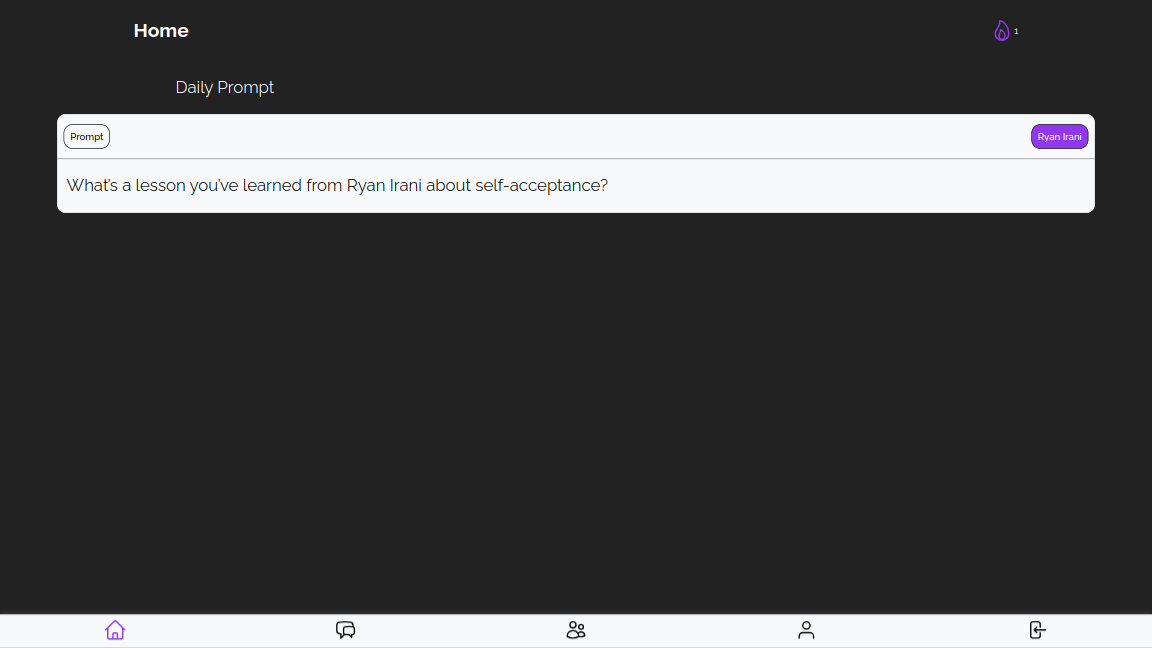 Home
1
Daily Prompt
Prompt
Ryan Irani
What's a lesson you've learned from Ryan Irani about self-acceptance?